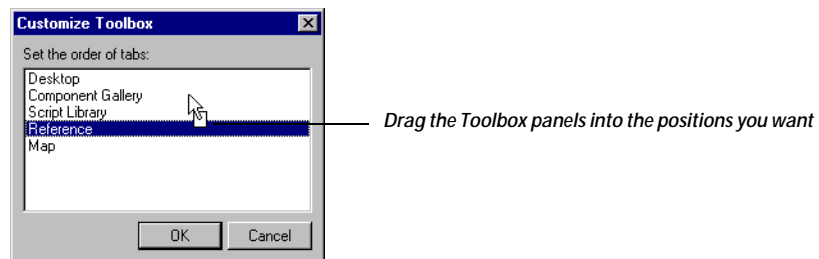 Customize Toolbox
Set the order of tabs:
Desktop
Component Gallery
Script Library
Reference
Map
Drag the Toolbox panels into the positions you want
OK
Cancel